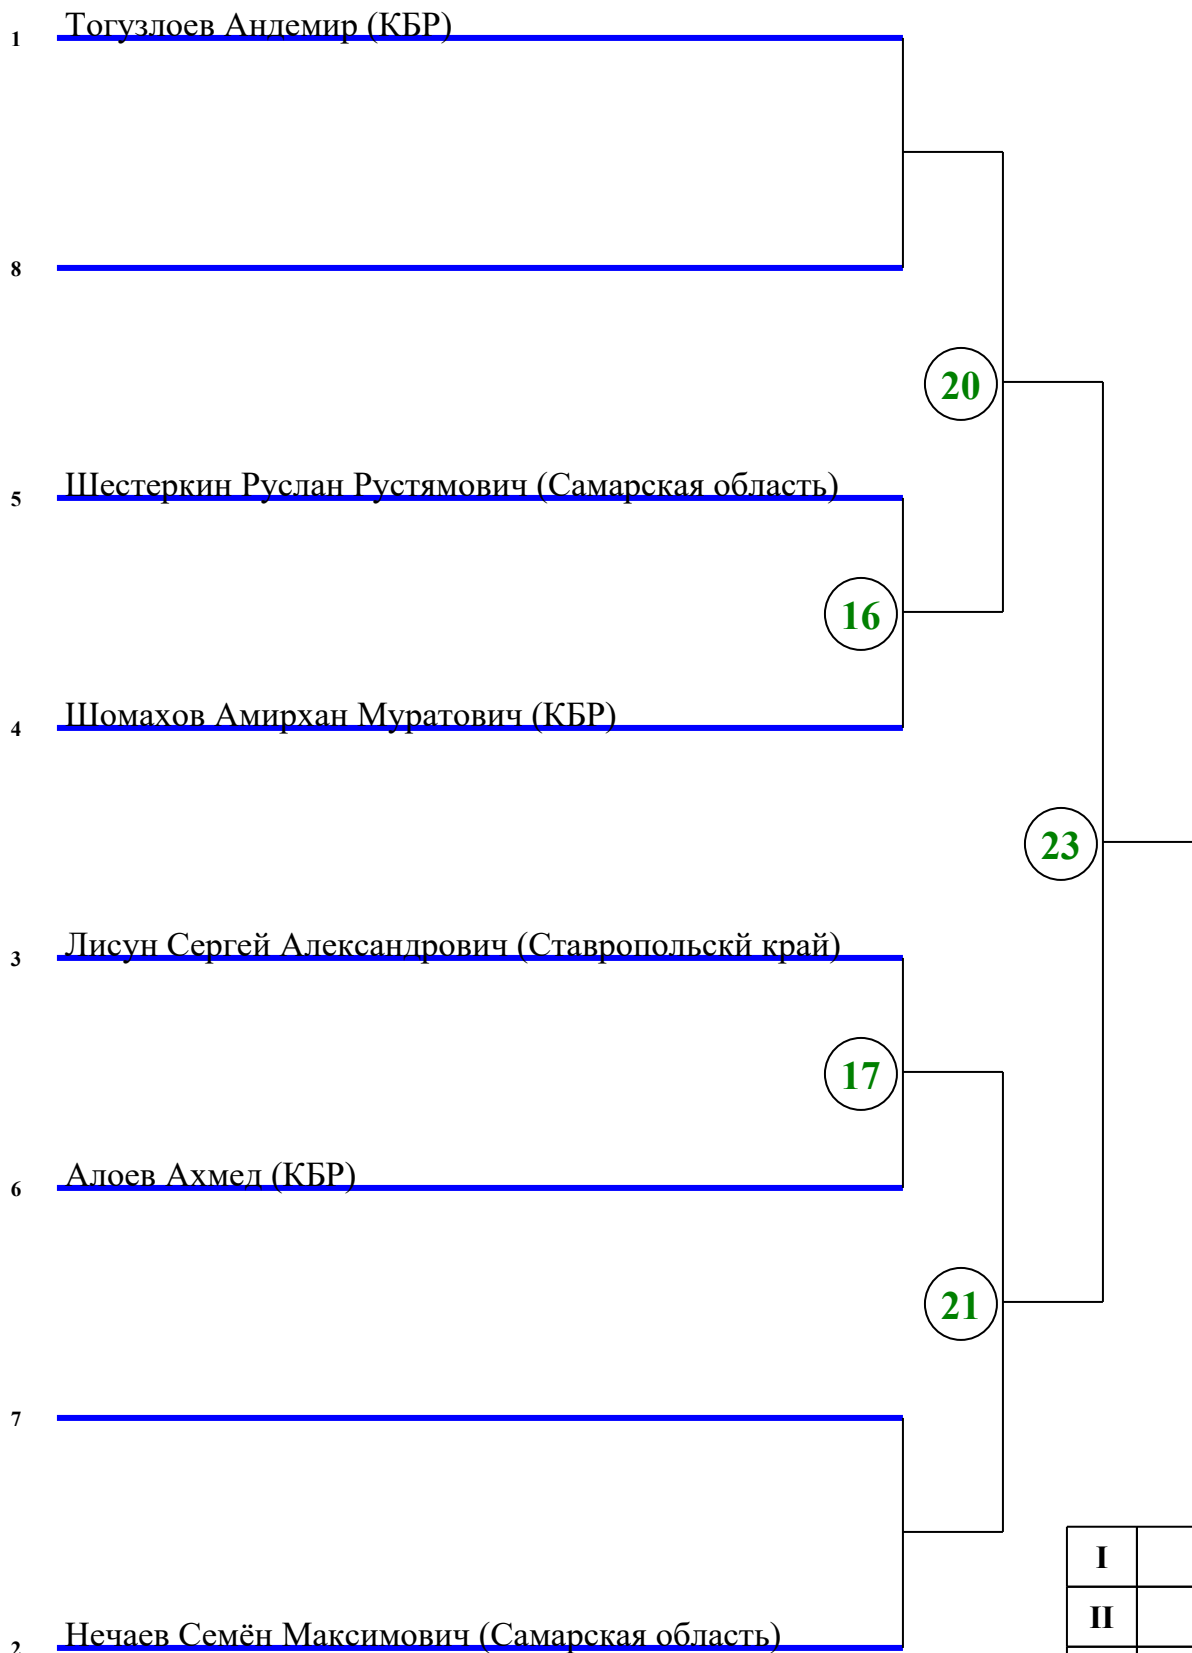 1 Тогузлоев Андемир (КБР)
8
20
5 Шестеркин Руслан Рустямович (Самарская область)
16
4 Шомахов Амирхан Муратович (КБР)
23
3 Лисун Сергей Александрович (Ставропольскй край)
17
6 Алоев Ахмед (КБР)
21
7
I
II
2 Нечаев Семён Максимович (Самарская область)